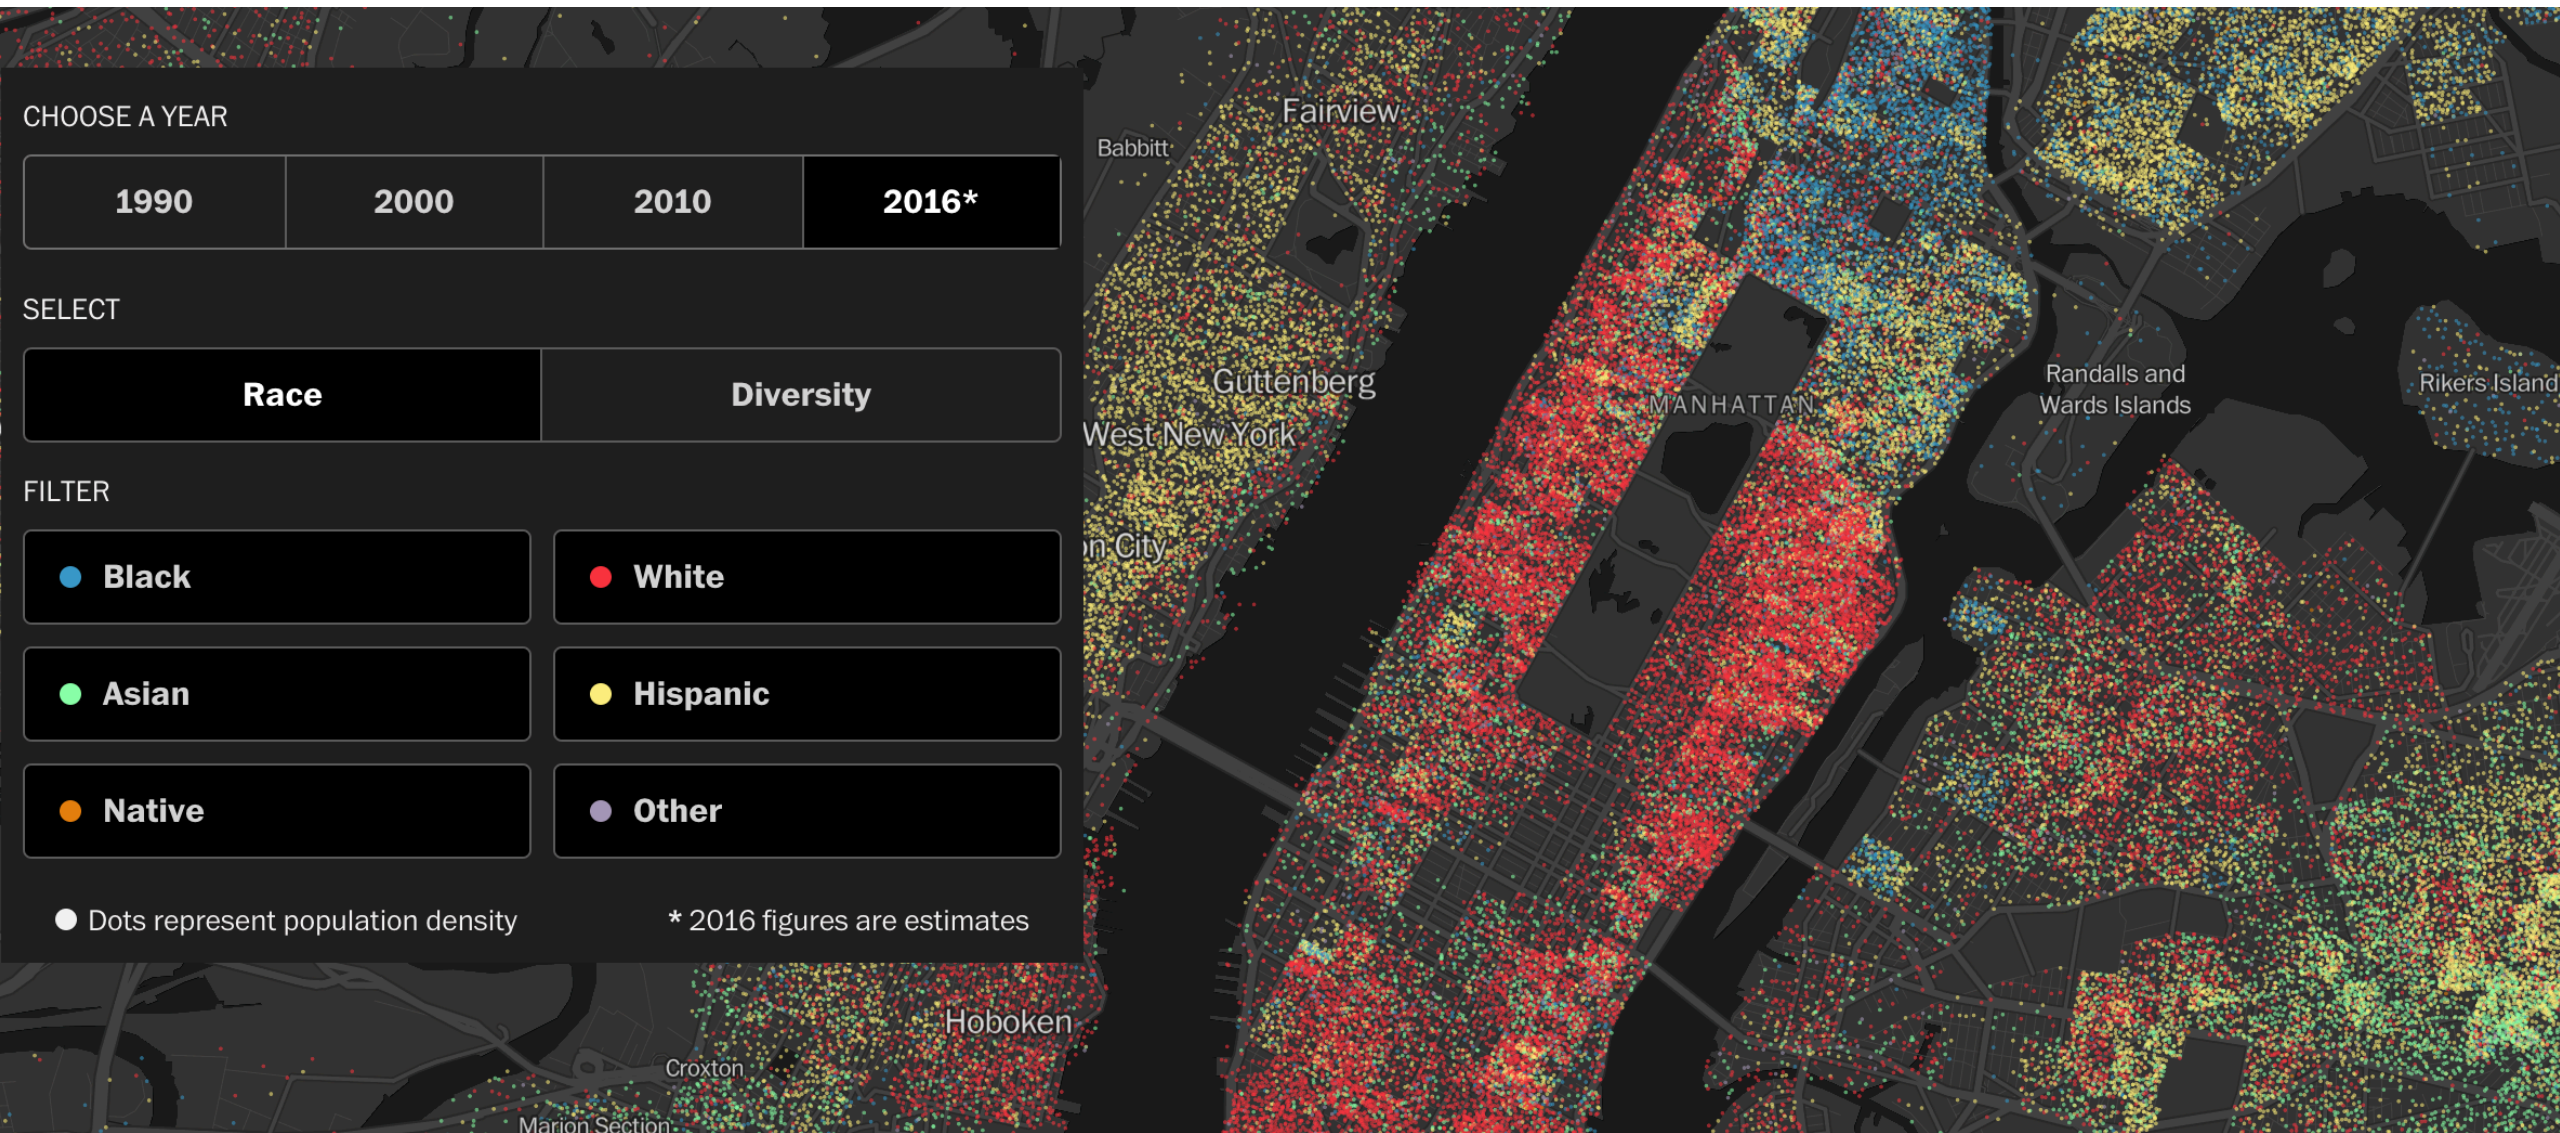 CHOOSE A YEAR
1990 2000 2010 2016*
SELECT
Race Diversity
FILTER
Black White
Asian Hispanic
Native Other
Dots represent population density * 2016 figures are estimates
Fairview
Babbitt
Guttenberg
West New York
on City
MANHATTAN
Randalls and
Wards Islands
Rikers Island
Hoboken
Croxton
Marion Section